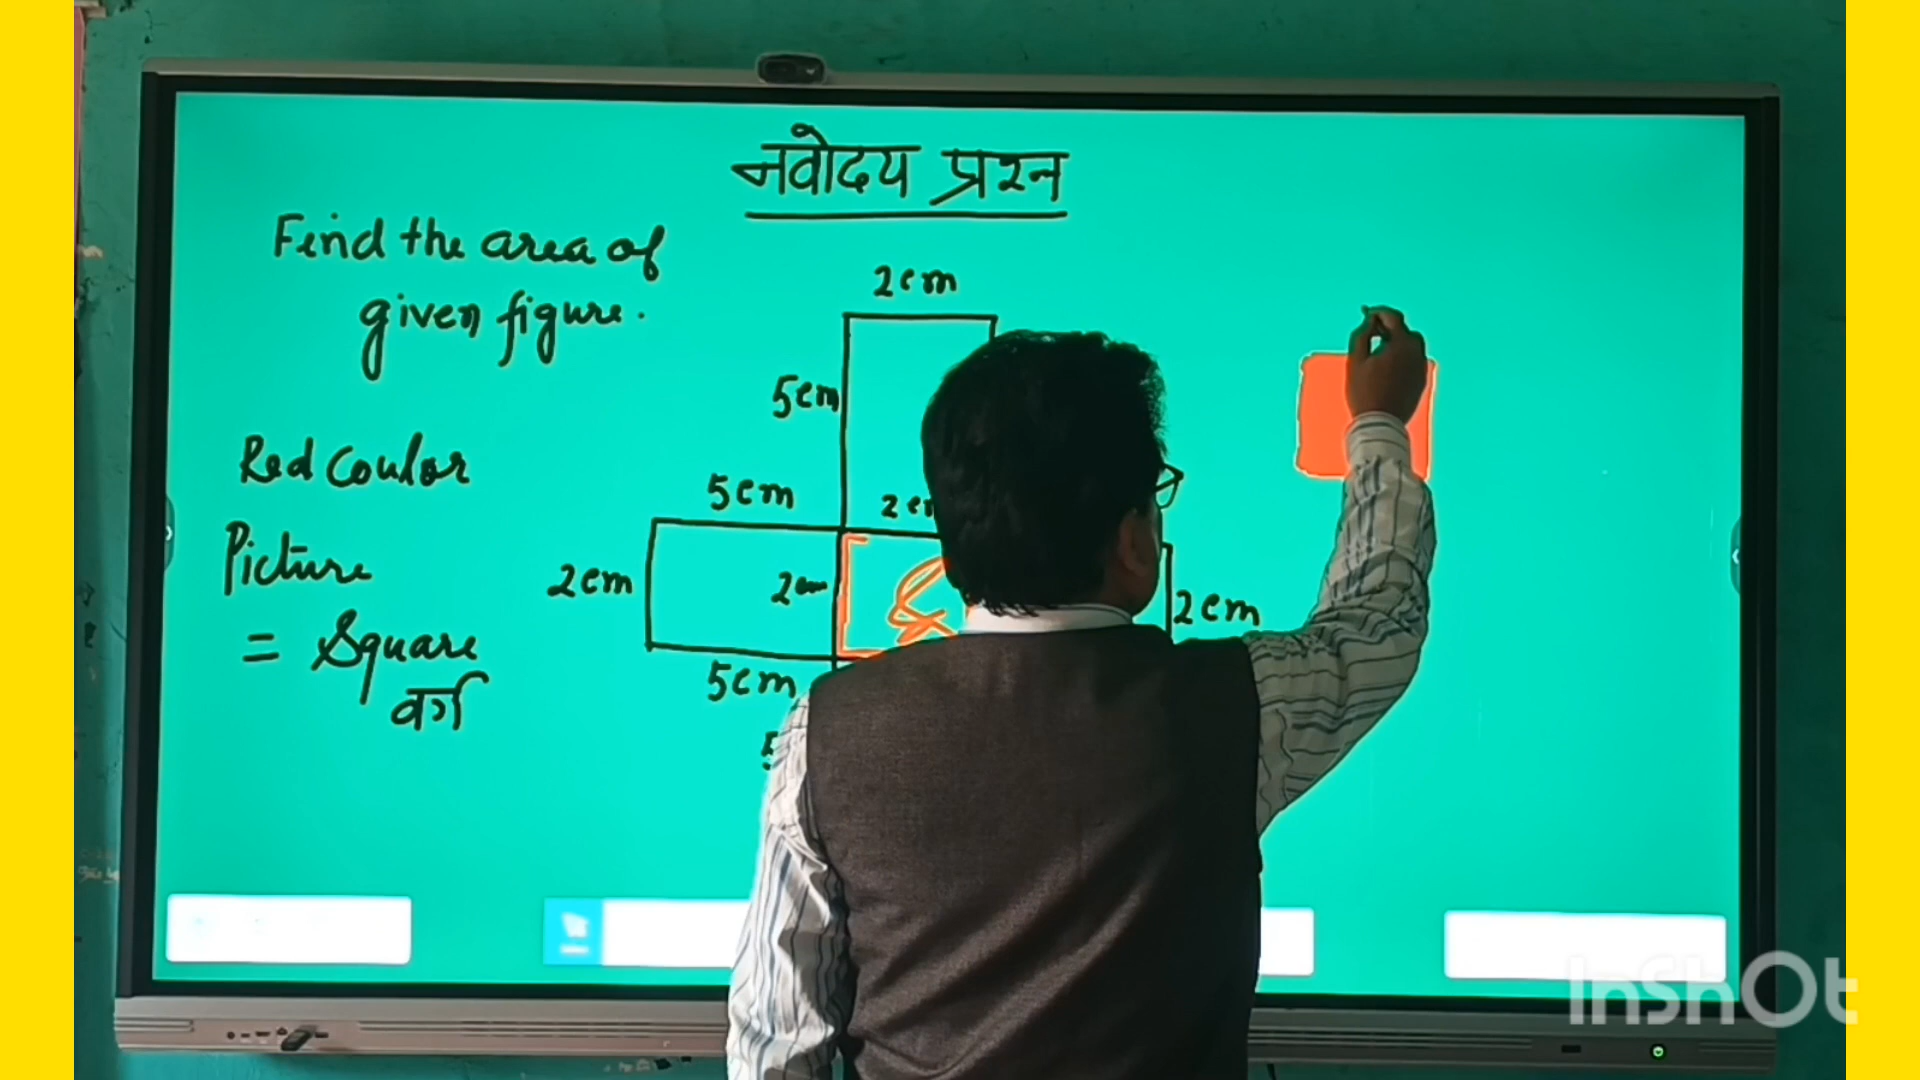 नवोदय प्रश्न
Find the area of
given figure.
2cm
5cm
Red Coulor
5cm
Picture
2cm
2cm
2cm
= Square
वर्ग
5cm
InShOt